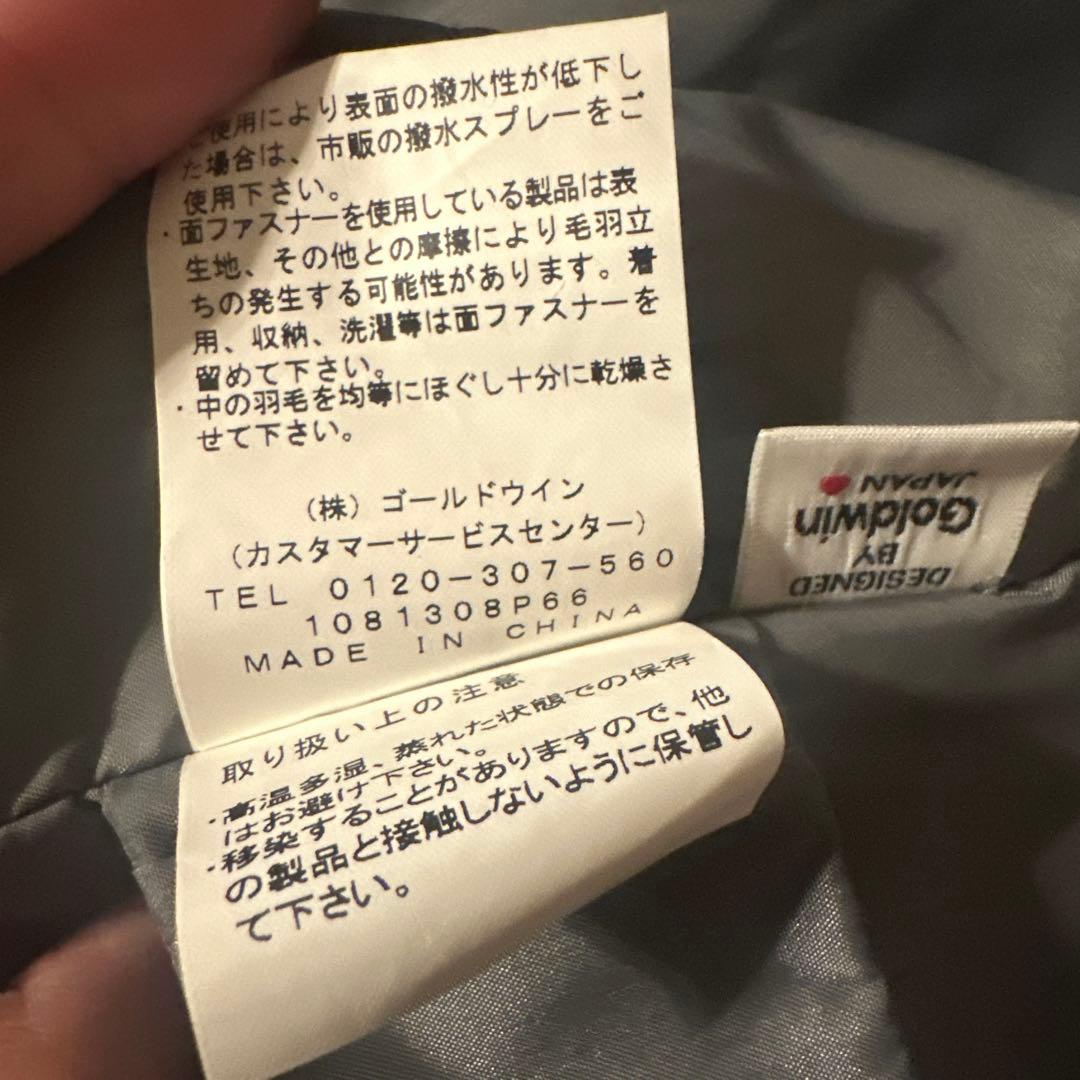 ご使用により表面の撥水性が低下し
た場合は、市販の撥水スプレーをご
使用下さい。
・面ファスナーを使用している製品は表
生地、その他との摩擦により毛羽立
ちの発生する可能性があります。着
用、収納、洗濯等は面ファスナーを
留めて下さい。
・中の羽毛を均等にほぐし十分に乾燥さ
せて下さい。
(株)ゴールドウイン
(カスタマーサービスセンター)
TEL 0120-307-560
1081308P66
MADE IN CHINA
取り扱い上の注意
・高温多湿、蒸れた状態での保存
はお避け下さい。
・移染することがありますので、他
の製品と接触しないように保管し
て下さい。
DESIGNED
BY
Goldwin
JAPAN